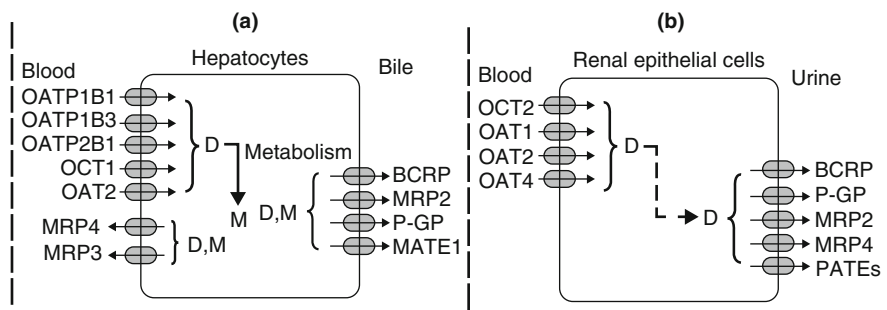 (a)
Hepatocytes
Blood
Bile
OATP1B1
OATP1B3
OATP2B1
OCT1
OAT2
D
Metabolism
M
D,M
BCRP
MRP2
P-GP
MATE1
MRP4
MRP3
D,M
(b)
Renal epithelial cells
Blood
Urine
OCT2
OAT1
OAT2
OAT4
D
D
BCRP
P-GP
MRP2
MRP4
PATEs